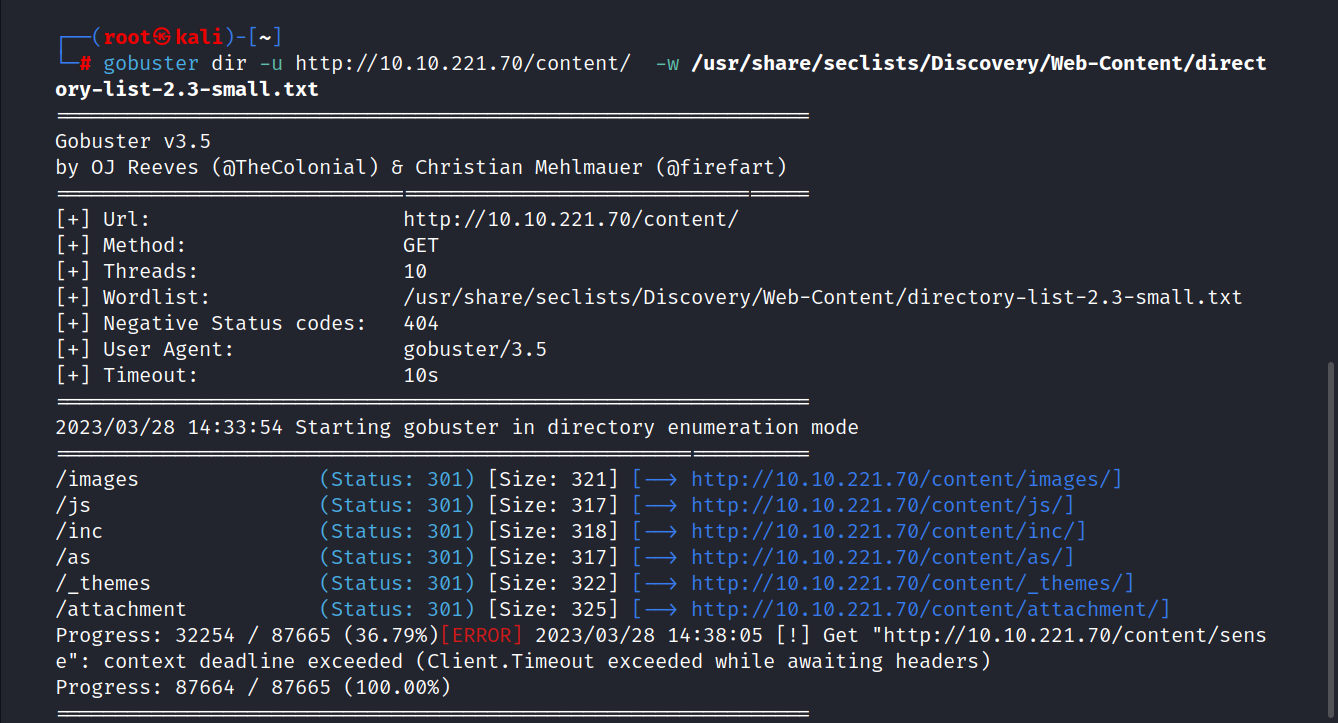 ┌──(root㉿kali)-[~]
└─# gobuster dir -u http://10.10.221.70/content/  -w /usr/share/seclists/Discovery/Web-Content/direct
ory-list-2.3-small.txt
===============================================================
Gobuster v3.5
by OJ Reeves (@TheColonial) & Christian Mehlmauer (@firefart)
===============================================================
[+] Url:                     http://10.10.221.70/content/
[+] Method:                  GET
[+] Threads:                 10
[+] Wordlist:                /usr/share/seclists/Discovery/Web-Content/directory-list-2.3-small.txt
[+] Negative Status codes:   404
[+] User Agent:              gobuster/3.5
[+] Timeout:                 10s
===============================================================
2023/03/28 14:33:54 Starting gobuster in directory enumeration mode
===============================================================
/images               (Status: 301) [Size: 321] [--> http://10.10.221.70/content/images/]
/js                   (Status: 301) [Size: 317] [--> http://10.10.221.70/content/js/]
/inc                  (Status: 301) [Size: 318] [--> http://10.10.221.70/content/inc/]
/as                   (Status: 301) [Size: 317] [--> http://10.10.221.70/content/as/]
/_themes              (Status: 301) [Size: 322] [--> http://10.10.221.70/content/_themes/]
/attachment           (Status: 301) [Size: 325] [--> http://10.10.221.70/content/attachment/]
Progress: 32254 / 87665 (36.79%)[ERROR] 2023/03/28 14:38:05 [!] Get "http://10.10.221.70/content/sens
e": context deadline exceeded (Client.Timeout exceeded while awaiting headers)
Progress: 87664 / 87665 (100.00%)
===============================================================